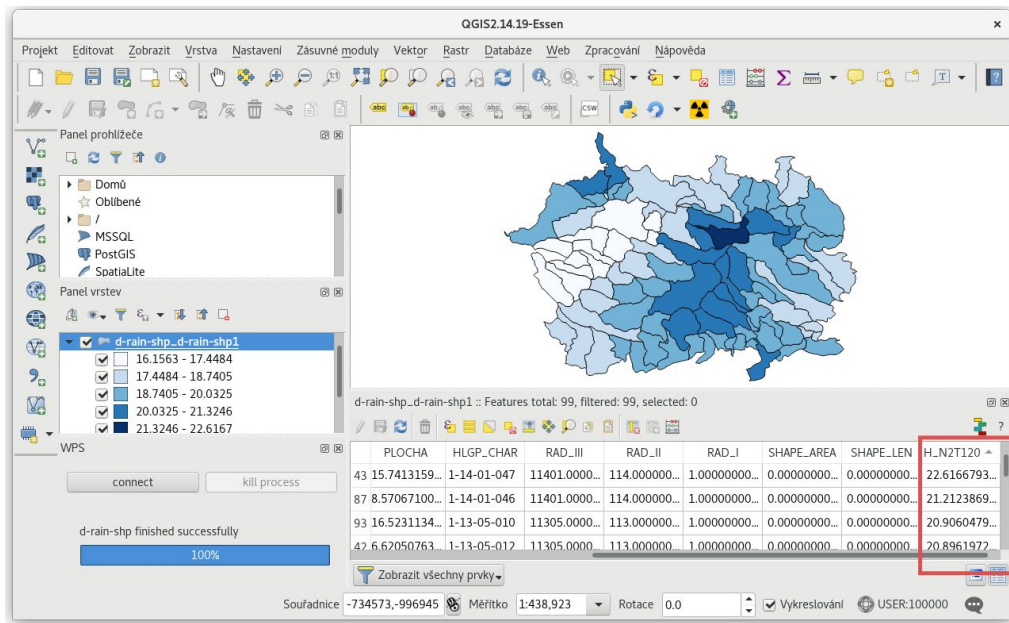 QGIS2.14.19-Essen
Projekt Editovat Zobrazit Vrstva Nastavení Zásuvné moduly Vektor Rastr Databáze Web Zpracování Nápověda
abc ab abc abc abc abc CSW
Panel prohlížeče
Domů
Oblíbené
/
MSSQL
PostGIS
SpatiaLite
Panel vrstev
d-rain-shp_d-rain-shp1
16.1563 - 17.4484
17.4484 - 18.7405
18.7405 - 20.0325
20.0325 - 21.3246
21.3246 - 22.6167
WPS
connect kill process
d-rain-shp finished successfully
100%
d-rain-shp_d-rain-shp1 :: Features total: 99, filtered: 99, selected: 0
PLOCHA HLGP_CHAR RAD_III RAD_II RAD_I SHAPE_AREA SHAPE_LEN H_N2T120
43 15.7413159... 1-14-01-047 11401.0000... 114.000000... 1.00000000... 0.00000000... 0.00000000... 22.6166793...
87 8.57067100... 1-14-01-046 11401.0000... 114.000000... 1.00000000... 0.00000000... 0.00000000... 21.2123869...
93 16.5231134... 1-13-05-010 11305.0000... 113.000000... 1.00000000... 0.00000000... 0.00000000... 20.9060479...
42 6.62050763... 1-13-05-012 11305.0000... 113.000000... 1.00000000... 0.00000000... 0.00000000... 20.8961972...
Zobrazit všechny prvky
Souřadnice -734573,-996945 Měřítko 1:438,923 Rotace 0.0 Vykreslování USER:100000